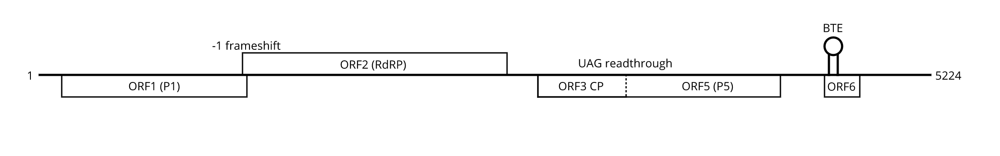 BTE
-1 frameshift
ORF2 (RdRP)
UAG readthrough
1
5224
ORF1 (P1)
ORF3 CP
ORF5 (P5)
ORF6